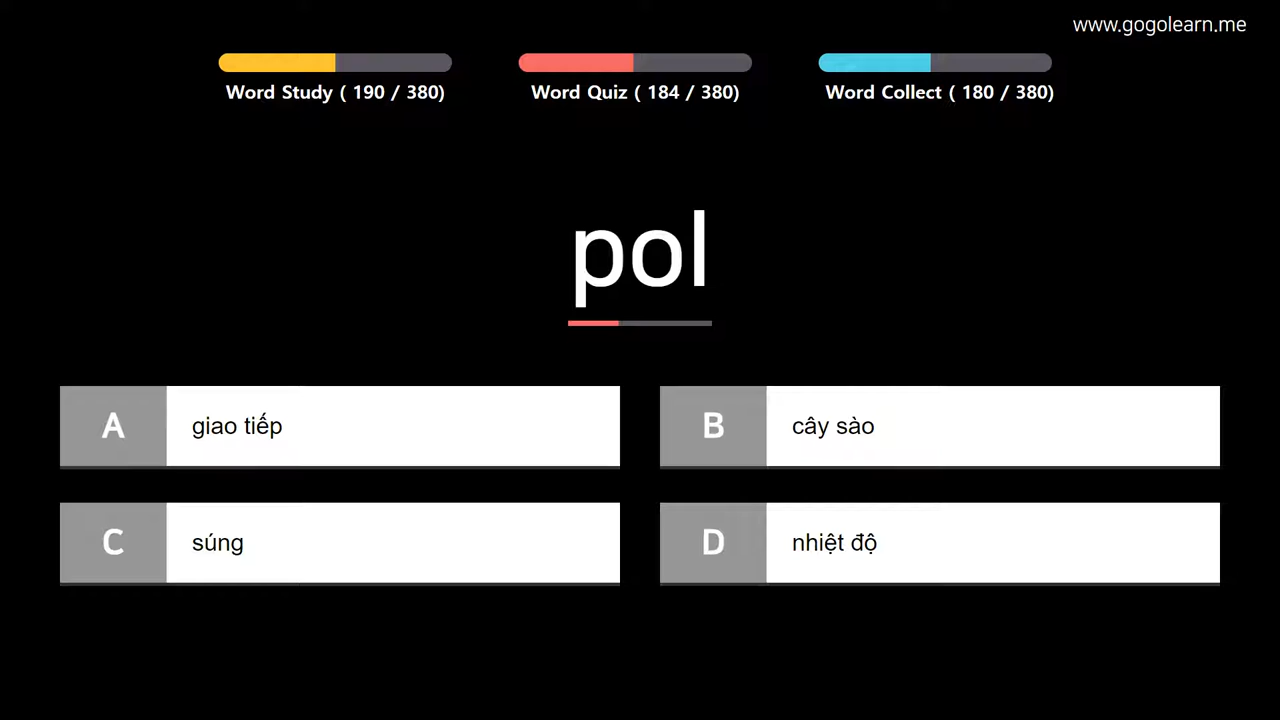 www.gogolearn.me
Word Study ( 190 / 380)
Word Quiz ( 184 / 380)
Word Collect ( 180 / 380)
pol
A giao tiếp
B cây sào
C súng
D nhiệt độ